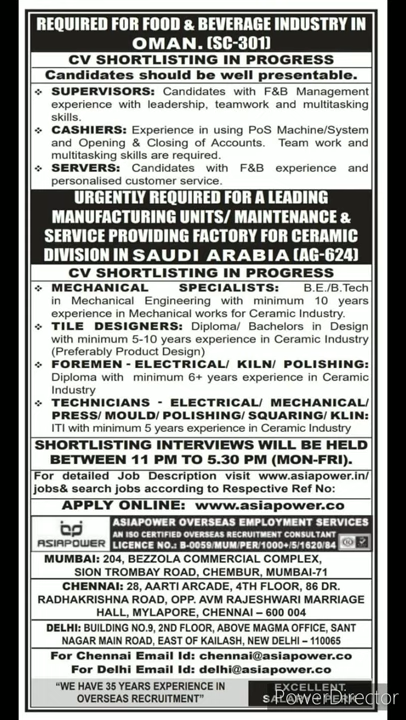 REQUIRED FOR FOOD & BEVERAGE INDUSTRY IN
OMAN. (SC-301)
CV SHORTLISTING IN PROGRESS
Candidates should be well presentable.
❖ SUPERVISORS: Candidates with F&B Management
experience with leadership, teamwork and multitasking
skills.
❖ CASHIERS: Experience in using PoS Machine/System
and Opening & Closing of Accounts. Team work and
multitasking skills are required.
❖ SERVERS: Candidates with F&B experience and
personalised customer service.
URGENTLY REQUIRED FOR A LEADING
MANUFACTURING UNITS/ MAINTENANCE &
SERVICE PROVIDING FACTORY FOR CERAMIC
DIVISION IN SAUDI ARABIA (AG-624)
CV SHORTLISTING IN PROGRESS
❖ MECHANICAL SPECIALISTS: B.E./B.Tech
in Mechanical Engineering with minimum 10 years
experience in Mechanical works for Ceramic Industry.
❖ TILE DESIGNERS: Diploma/ Bachelors in Design
with minimum 5-10 years experience in Ceramic Industry
(Preferably Product Design)
❖ FOREMEN - ELECTRICAL/ KILN/ POLISHING:
Diploma with minimum 6+ years experience in Ceramic
Industry
❖ TECHNICIANS - ELECTRICAL/ MECHANICAL/
PRESS/ MOULD/ POLISHING/ SQUARING/ KLIN:
ITI with minimum 5 years experience in Ceramic Industry
SHORTLISTING INTERVIEWS WILL BE HELD
BETWEEN 11 PM TO 5.30 PM (MON-FRI).
For detailed Job Description visit www.asiapower.in/
jobs& search jobs according to Respective Ref No:
APPLY ONLINE: www.asiapower.co
ASIAPOWER
ASIAPOWER OVERSEAS EMPLOYMENT SERVICES
AN ISO CERTIFIED OVERSEAS RECRUITMENT CONSULTANT
LICENCE NO.: B-0059/MUM/PER/1000+/5/1620/84
MUMBAI: 204, BEZZOLA COMMERCIAL COMPLEX,
SION TROMBAY ROAD, CHEMBUR, MUMBAI-71
CHENNAI: 28, AARTI ARCADE, 4TH FLOOR, 86 DR.
RADHAKRISHNA ROAD, OPP. AVM RAJESHWARI MARRIAGE
HALL, MYLAPORE, CHENNAI – 600 004
DELHI: BUILDING NO.9, 2ND FLOOR, ABOVE MAGMA OFFICE, SANT
NAGAR MAIN ROAD, EAST OF KAILASH, NEW DELHI – 110065
For Chennai Email Id: chennai@asiapower.co
For Delhi Email Id: delhi@asiapower.co
"WE HAVE 35 YEARS EXPERIENCE IN
OVERSEAS RECRUITMENT"
EXCELLENT
PowerDirector